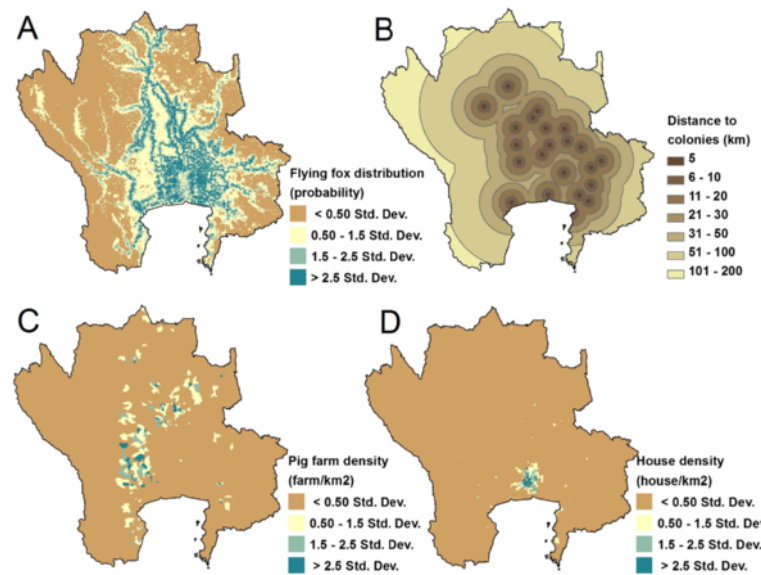 A
Flying fox distribution
(probability)
< 0.50 Std. Dev.
0.50 - 1.5 Std. Dev.
1.5 - 2.5 Std. Dev.
> 2.5 Std. Dev.
B
Distance to
colonies (km)
5
6 - 10
11 - 20
21 - 30
31 - 50
51 - 100
101 - 200
C
Pig farm density
(farm/km2)
< 0.50 Std. Dev.
0.50 - 1.5 Std. Dev.
1.5 - 2.5 Std. Dev.
> 2.5 Std. Dev.
D
House density
(house/km2)
< 0.50 Std. Dev.
0.50 - 1.5 Std. Dev.
1.5 - 2.5 Std. Dev.
> 2.5 Std. Dev.